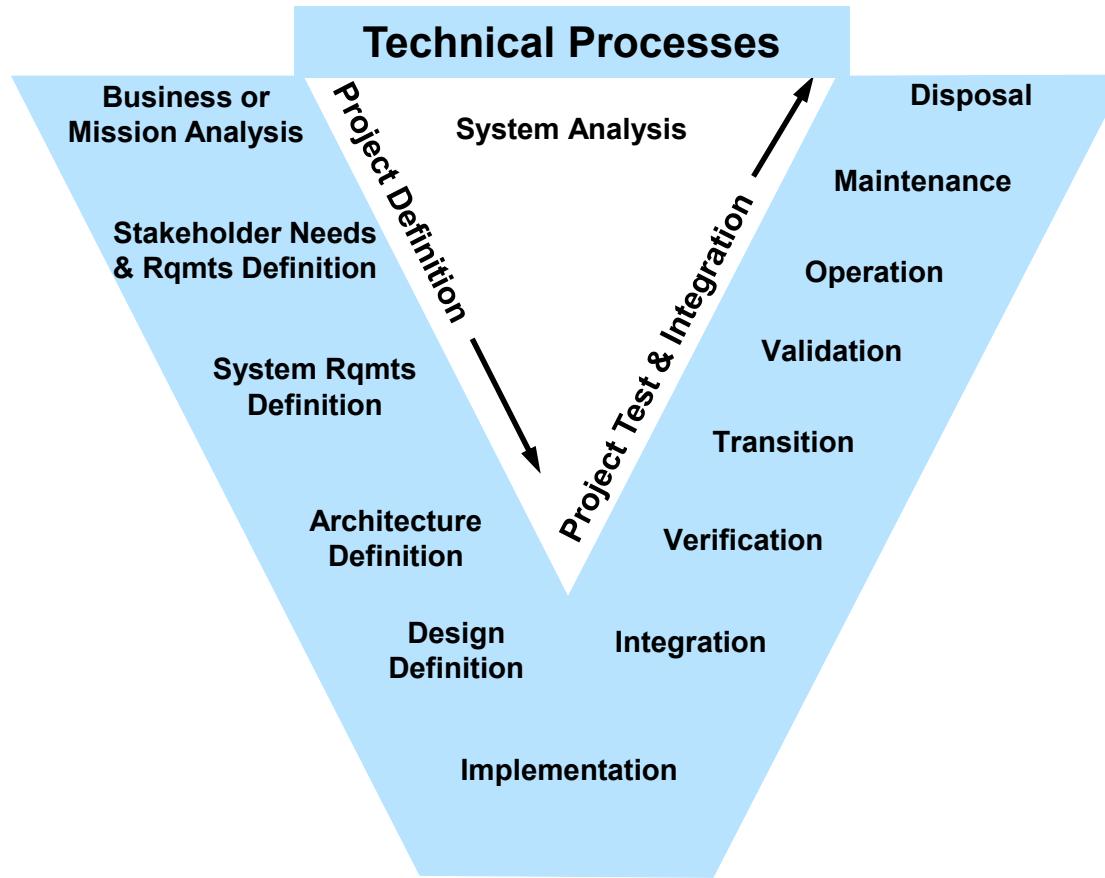 Technical Processes
Business or
Mission Analysis
Stakeholder Needs
& Rqmts Definition
System Rqmts
Definition
Architecture
Definition
Design
Definition
Implementation
Project Definition
System Analysis
Project Test & Integration
Integration
Verification
Transition
Validation
Operation
Maintenance
Disposal